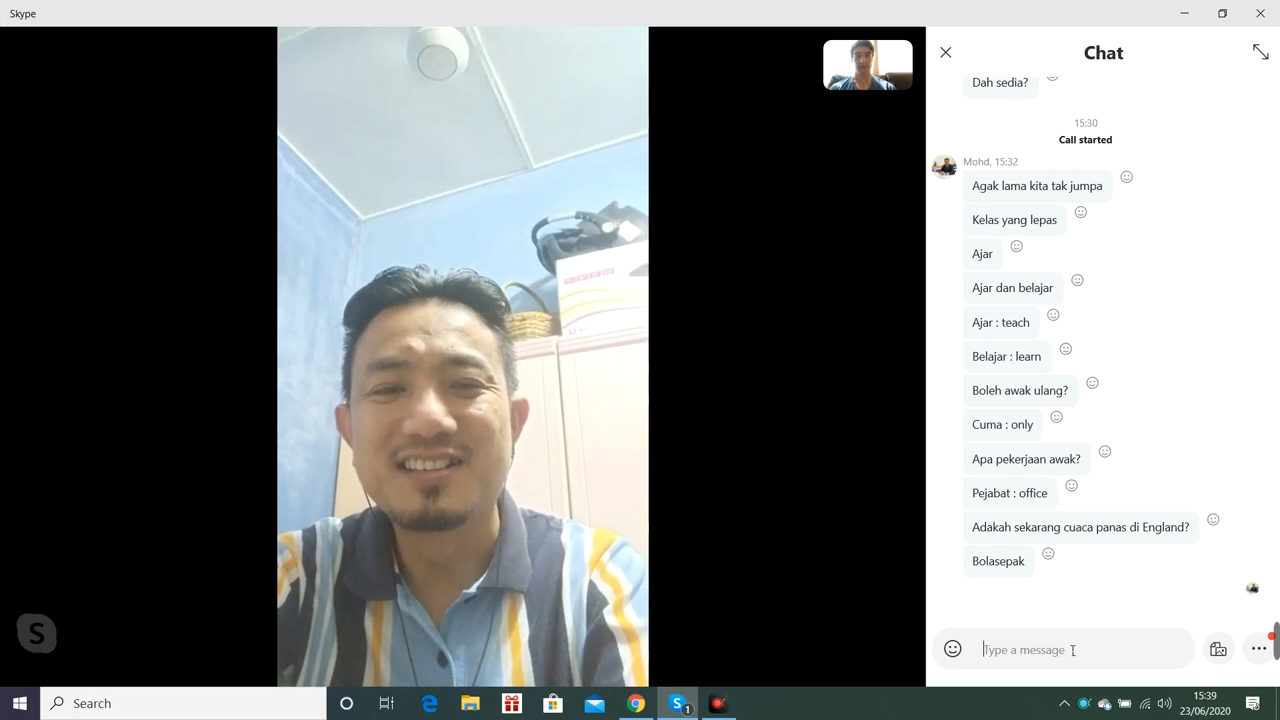 Skype
Chat
Dah sedia?
15:30
Call started
Mohd, 15:32
Agak lama kita tak jumpa
Kelas yang lepas
Ajar
Ajar dan belajar
Ajar : teach
Belajar : learn
Boleh awak ulang?
Cuma : only
Apa pekerjaan awak?
Pejabat : office
Adakah sekarang cuaca panas di England?
Bolasepak
Type a message
S
Search
S
1
15:39
23/06/2020